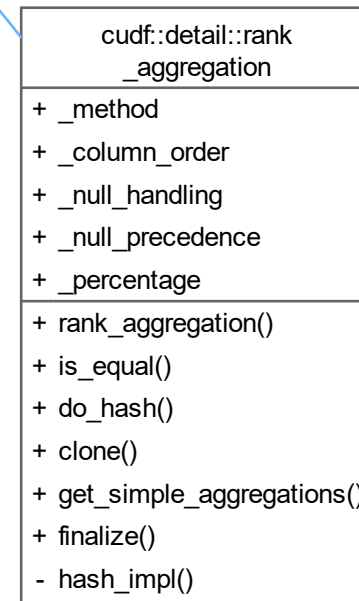 cudf::detail::rank
_aggregation
+ _method
+ _column_order
+ _null_handling
+ _null_precedence
+ _percentage
+ rank_aggregation()
+ is_equal()
+ do_hash()
+ clone()
+ get_simple_aggregations()
+ finalize()
- hash_impl()